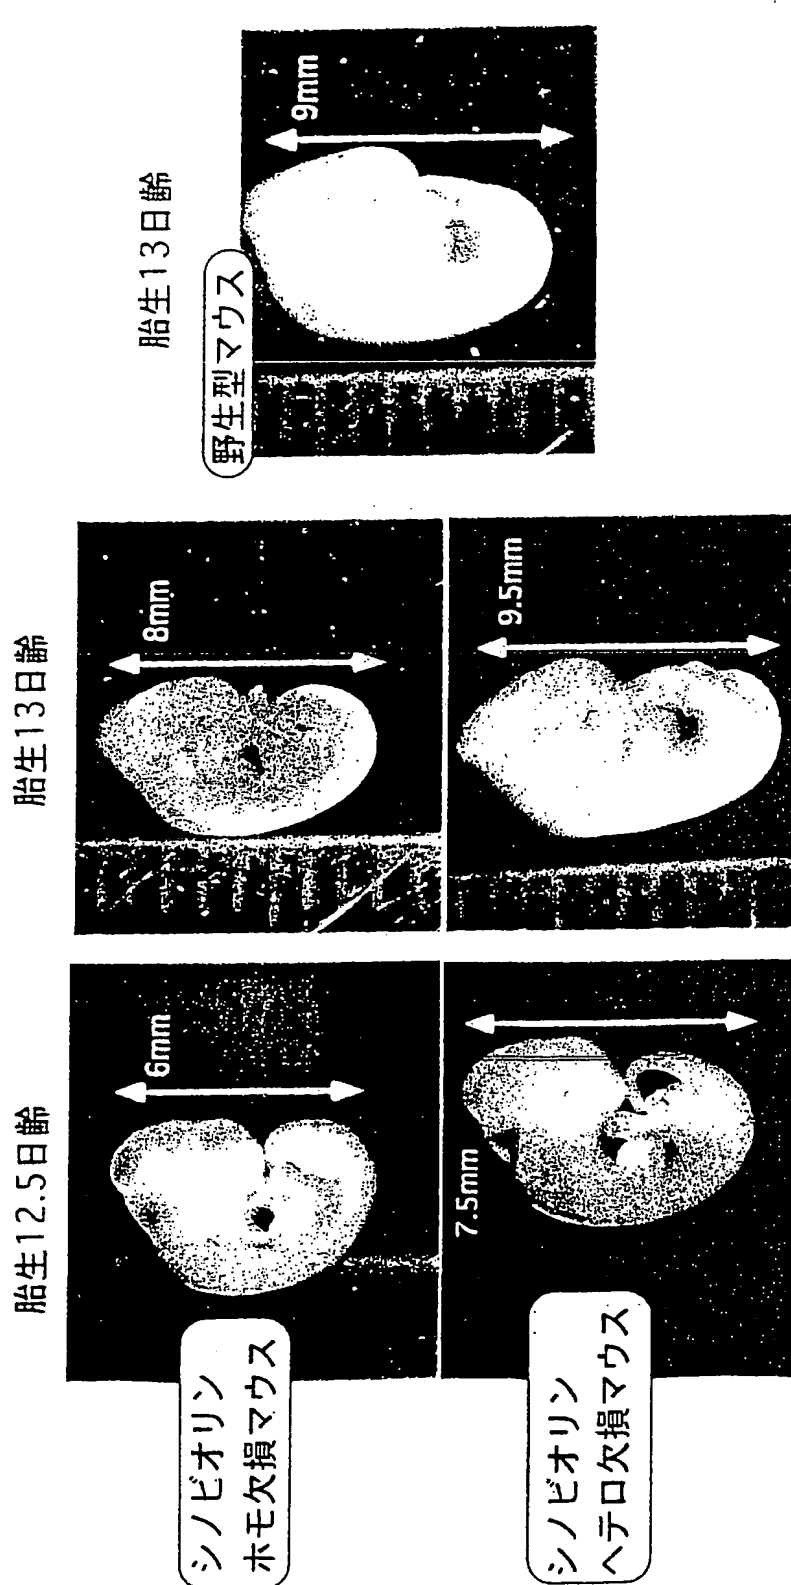 胎生12.5日齢
胎生13日齢
胎生13日齢
シノビオリン
ホモ欠損マウス
6mm
8mm
野生型マウス
9mm
シノビオリン
ヘテロ欠損マウス
7.5mm
9.5mm